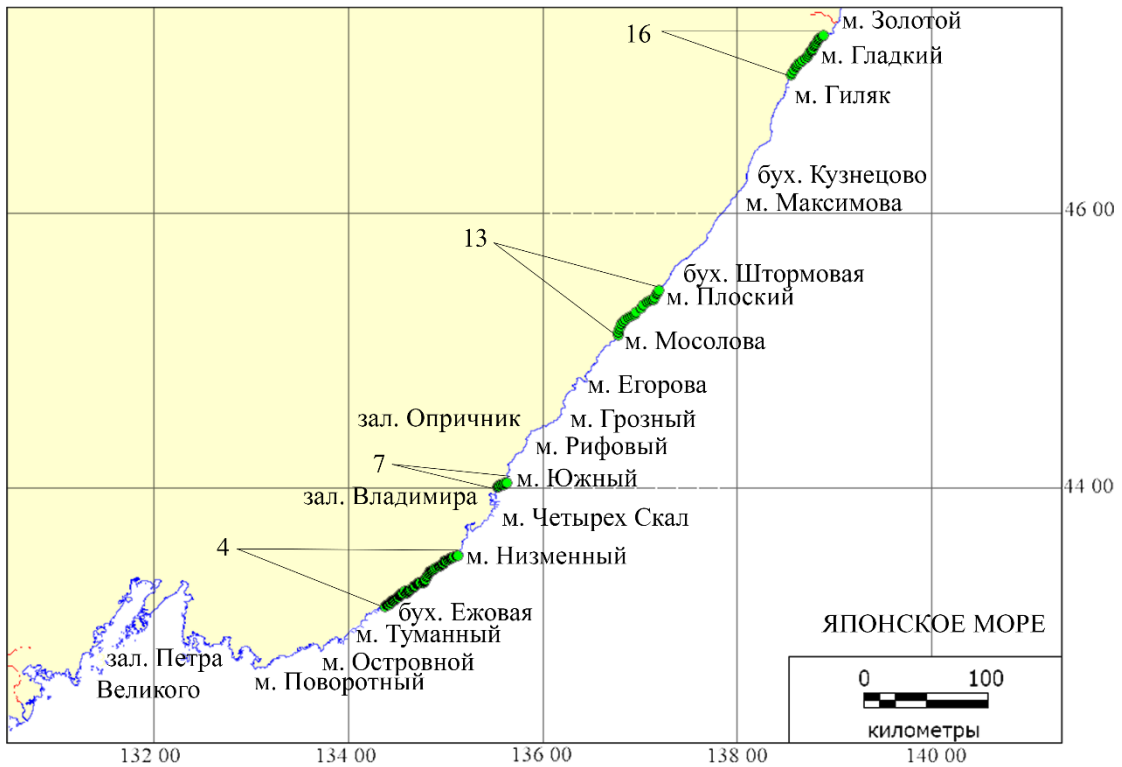 м. Золотой
16
м. Гладкий
м. Гиляк
бух. Кузнецово
м. Максимова
46 00
13
бух. Штормовая
м. Плоский
м. Мосолова
м. Егорова
зал. Опричник
м. Грозный
м. Рифовый
7
м. Южный
44 00
зал. Владимира
м. Четырех Скал
4
м. Низменный
бух. Ежовая
м. Туманный
ЯПОНСКОЕ МОРЕ
зал. Петра
Великого
м. Островной
м. Поворотный
0 100
километры
132 00 134 00 136 00 138 00 140 00